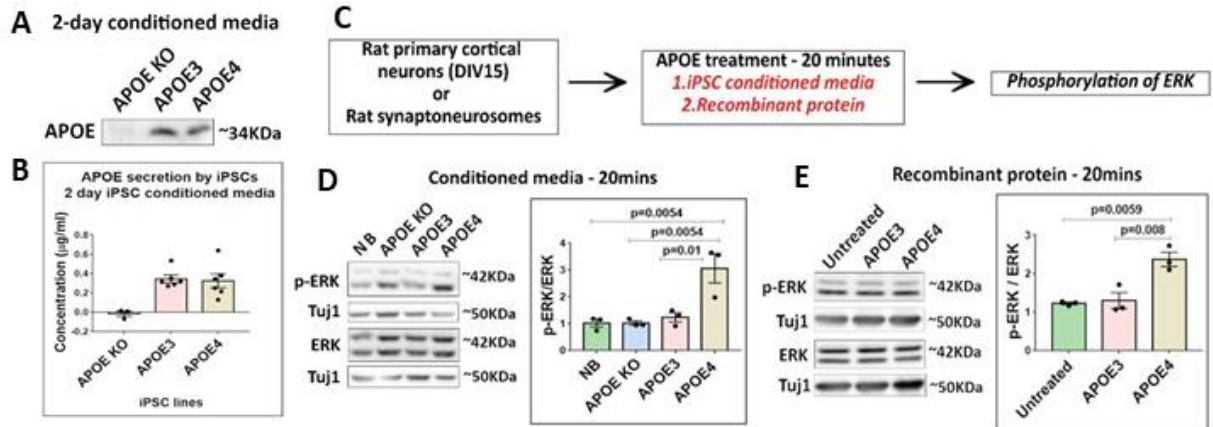 A
2-day conditioned media
APOE KO
APOE3
APOE4
APOE
~34KDa
B
APOE secretion by iPSCs
2 day iPSC conditioned media
Concentration (µg/ml)
0.8
0.6
0.4
0.2
0.0
-0.2
APOE KO
APOE3
APOE4
iPSC lines
C
Rat primary cortical
neurons (DIV15)
or
Rat synaptoneurosomes
APOE treatment - 20 minutes
1.iPSC conditioned media
2.Recombinant protein
Phosphorylation of ERK
D
Conditioned media - 20mins
NB
APOE KO
APOE3
APOE4
p-ERK
~42KDa
Tuj1
~50KDa
ERK
~42KDa
Tuj1
~50KDa
p=0.0054
p=0.0054
p=0.01
p-ERK/ERK
4
3
2
1
0
NB
APOE KO
APOE3
APOE4
E
Recombinant protein - 20mins
Untreated
APOE3
APOE4
p-ERK
~42KDa
Tuj1
~50KDa
ERK
~42KDa
Tuj1
~50KDa
p=0.0059
p=0.008
p-ERK / ERK
3
2
1
0
Untreated
APOE3
APOE4